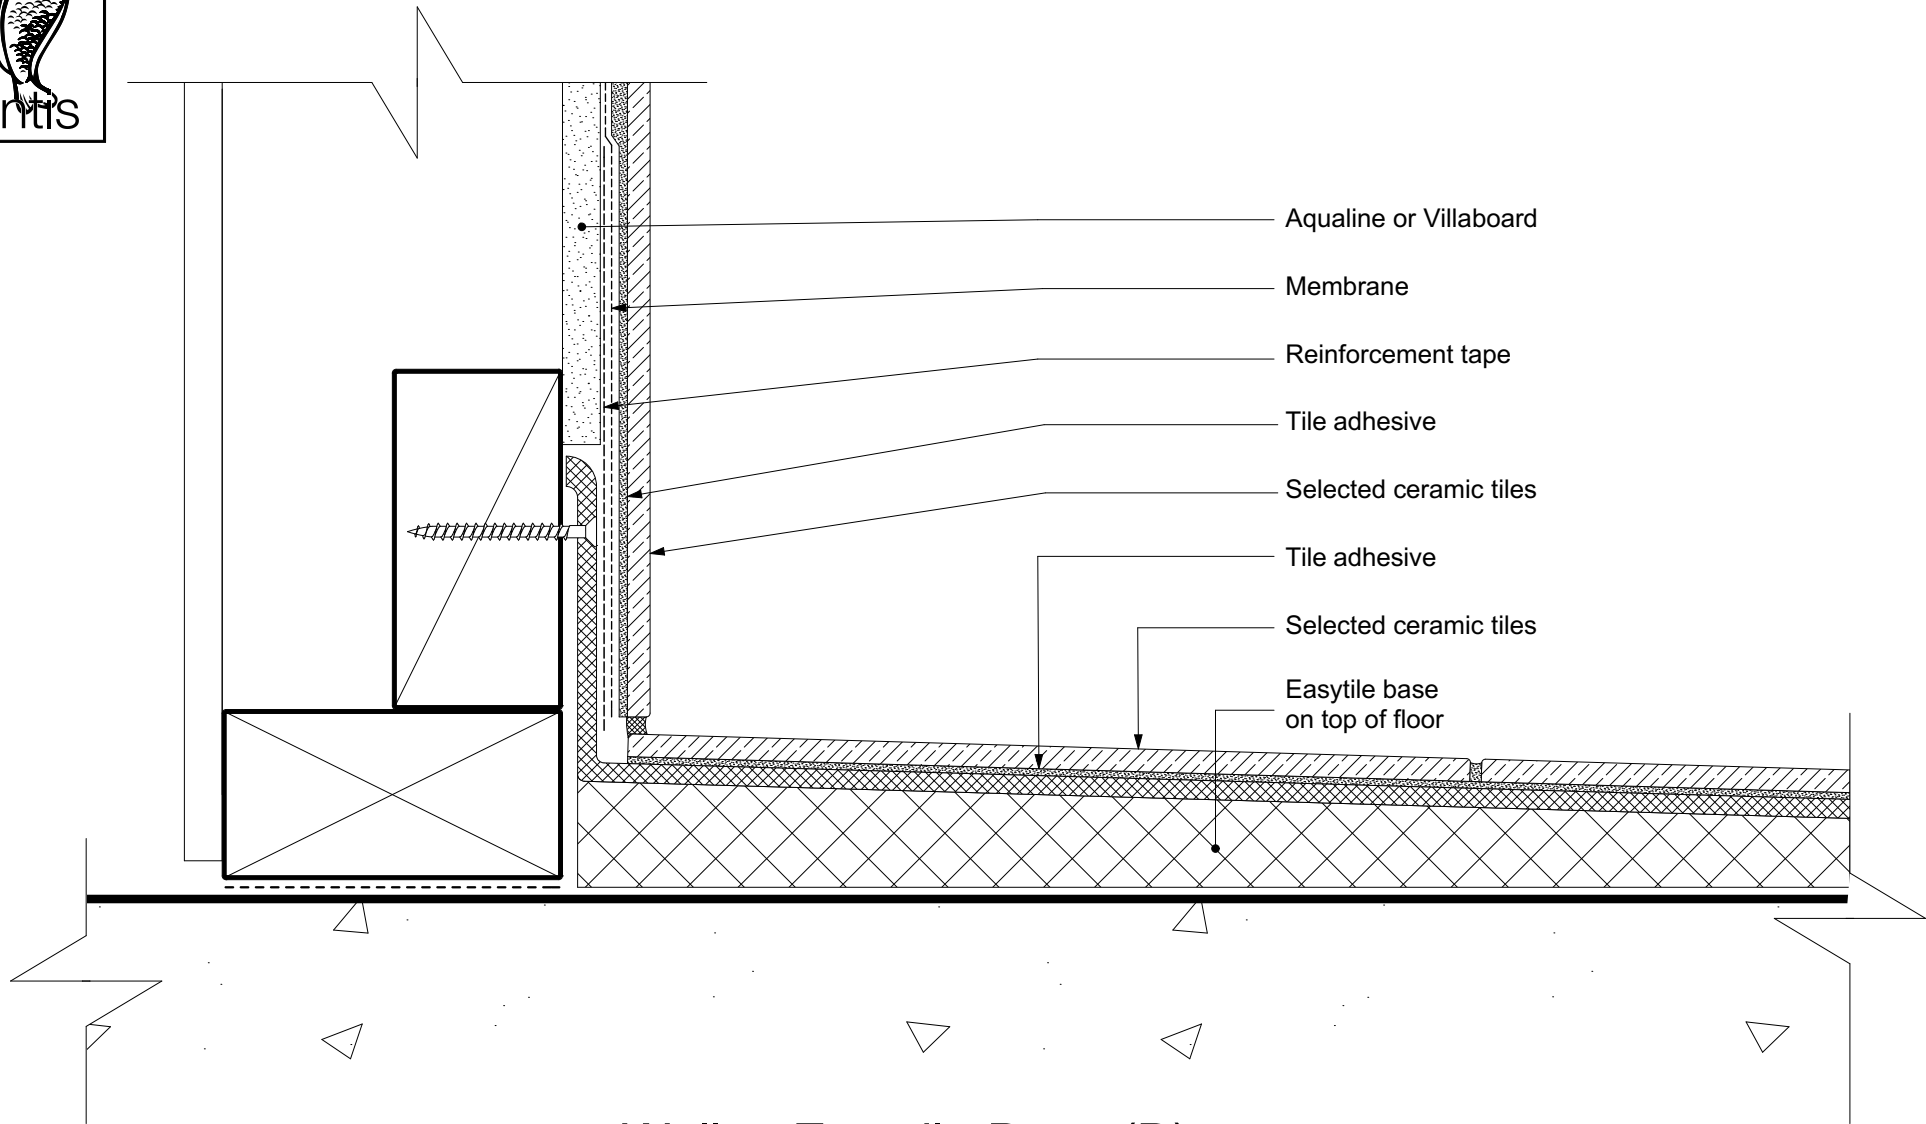 Aqualine or Villaboard
Membrane
Reinforcement tape
Tile adhesive
Selected ceramic tiles
Tile adhesive
Selected ceramic tiles
Easytile base
on top of floor